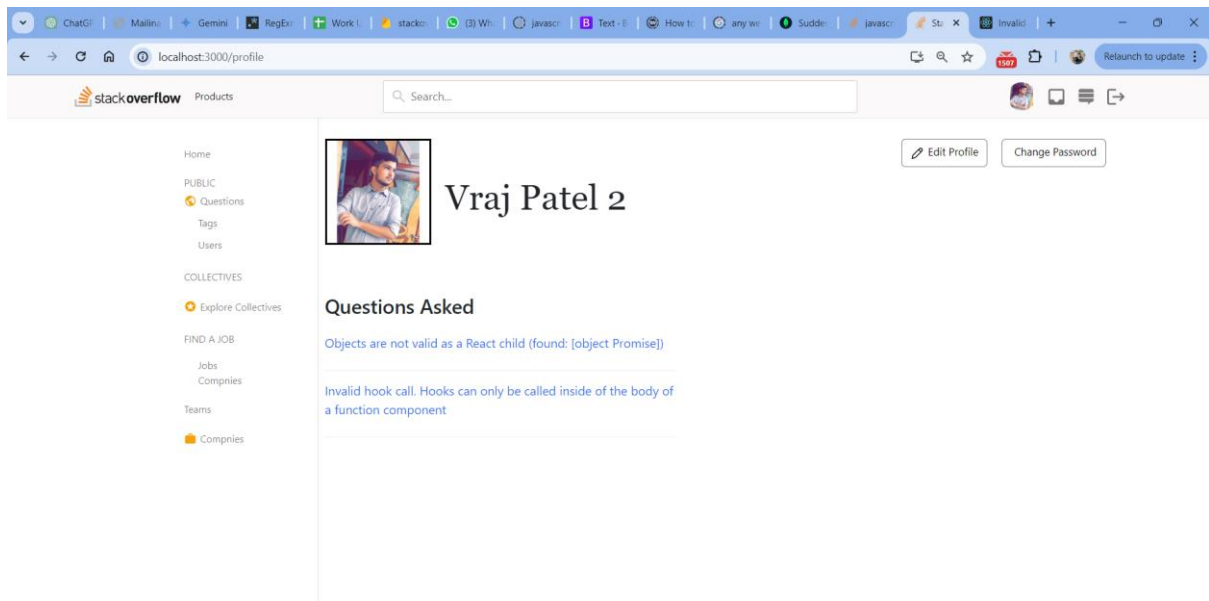 ChatGP
Mailina
Gemini
RegExr
Work L
stacko
(3) Wh
javascr
Text - B
How to
any we
Sudde
javascr
Sta
Invalid
localhost:3000/profile
1507
Relaunch to update
stackoverflow Products Search...
Home
PUBLIC
Questions
Tags
Users
COLLECTIVES
Explore Collectives
FIND A JOB
Jobs
Compnies
Teams
Compnies
Vraj Patel 2
Edit Profile
Change Password
Questions Asked
Objects are not valid as a React child (found: [object Promise])
Invalid hook call. Hooks can only be called inside of the body of
a function component